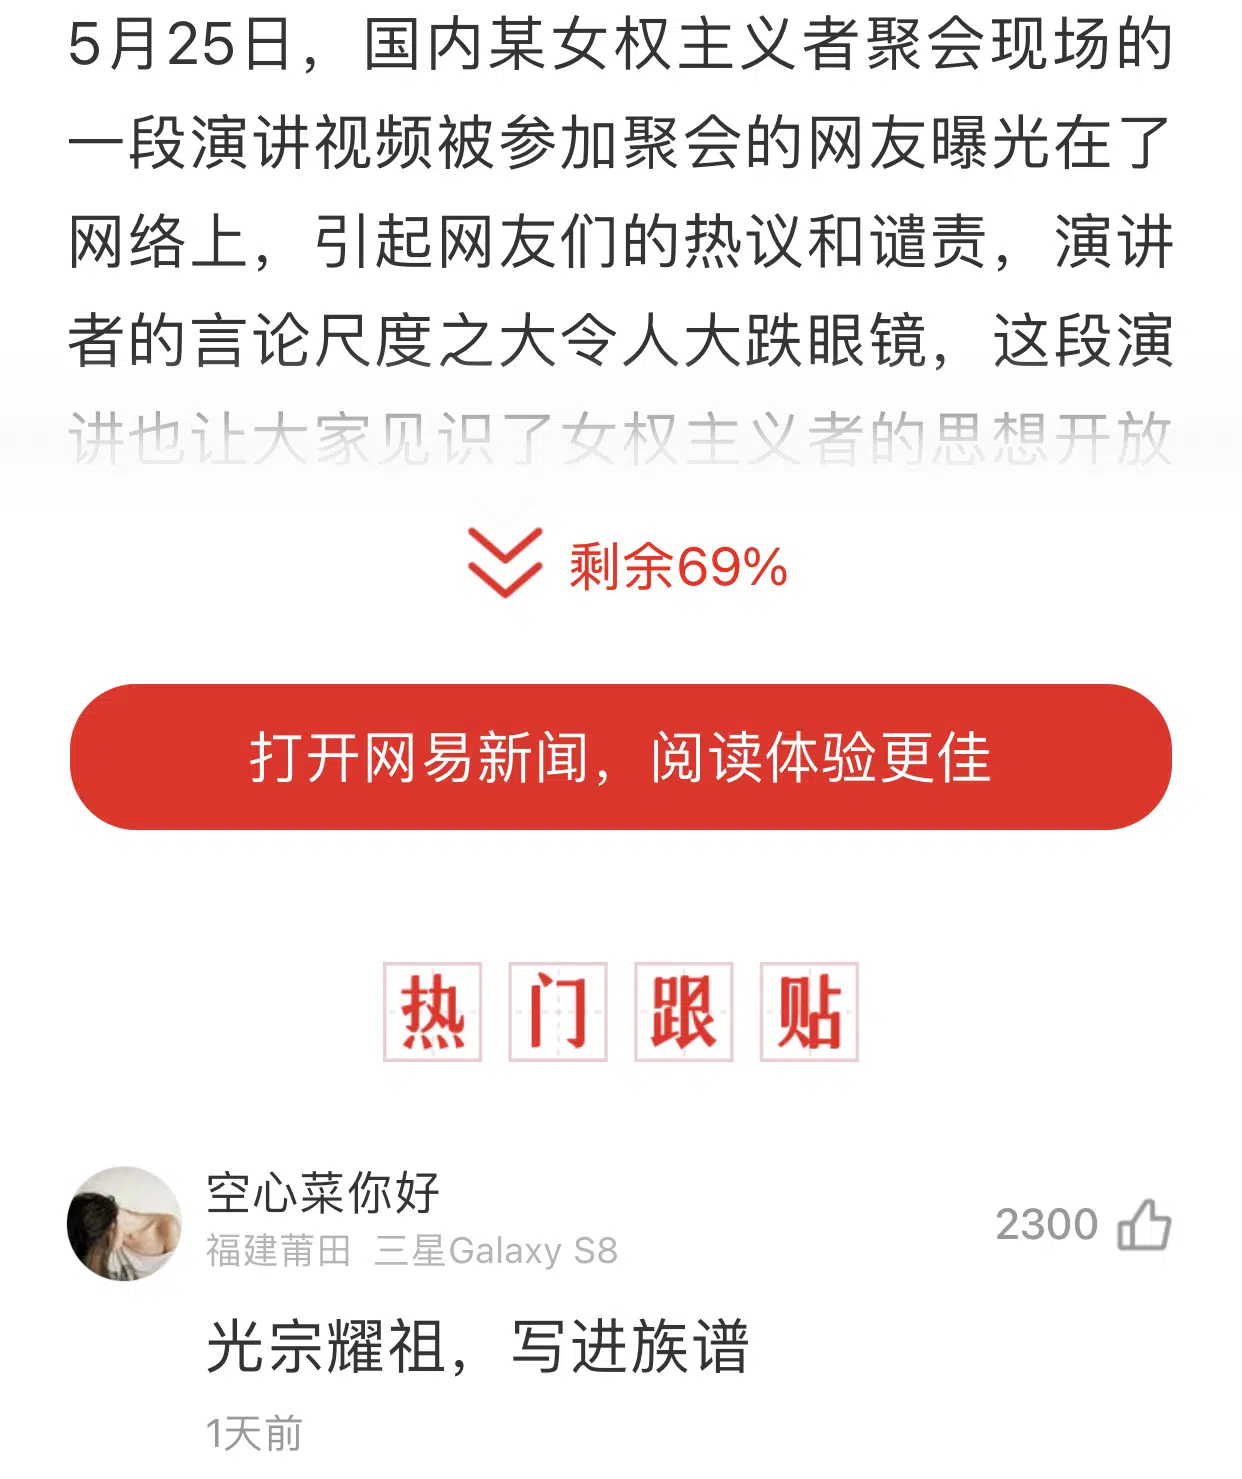 5月25日，国内某女权主义者聚会现场的
一段演讲视频被参加聚会的网友曝光在了
网络上，引起网友们的热议和谴责，演讲
者的言论尺度之大令人大跌眼镜，这段演
讲也让大家见识了女权主义者的思想开放
剩余69%
打开网易新闻，阅读体验更佳
热门跟贴
空心菜你好
2300
福建莆田 三星Galaxy S8
光宗耀祖，写进族谱
1天前